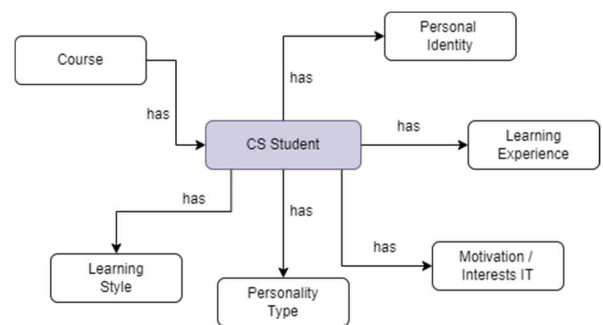 Personal
Identity
Course
has
has
CS Student
has
Learning
Experience
has
has
has
Learning
Style
Personality
Type
Motivation /
Interests IT